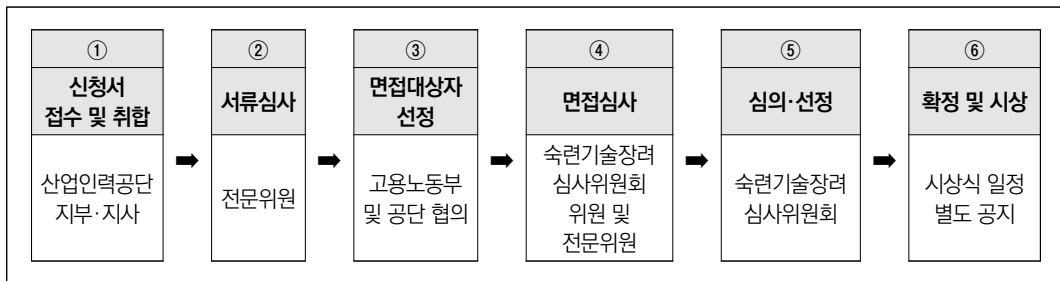 ①
신청서
접수 및 취합
산업인력공단
지부·지사
➡
②
서류심사
전문위원
➡
③
면접대상자
선정
고용노동부
및 공단 협의
➡
④
면접심사
숙련기술장려
심사위원회
위원 및
전문위원
➡
⑤
심의·선정
숙련기술장려
심사위원회
➡
⑥
확정 및 시상
시상식 일정
별도 공지